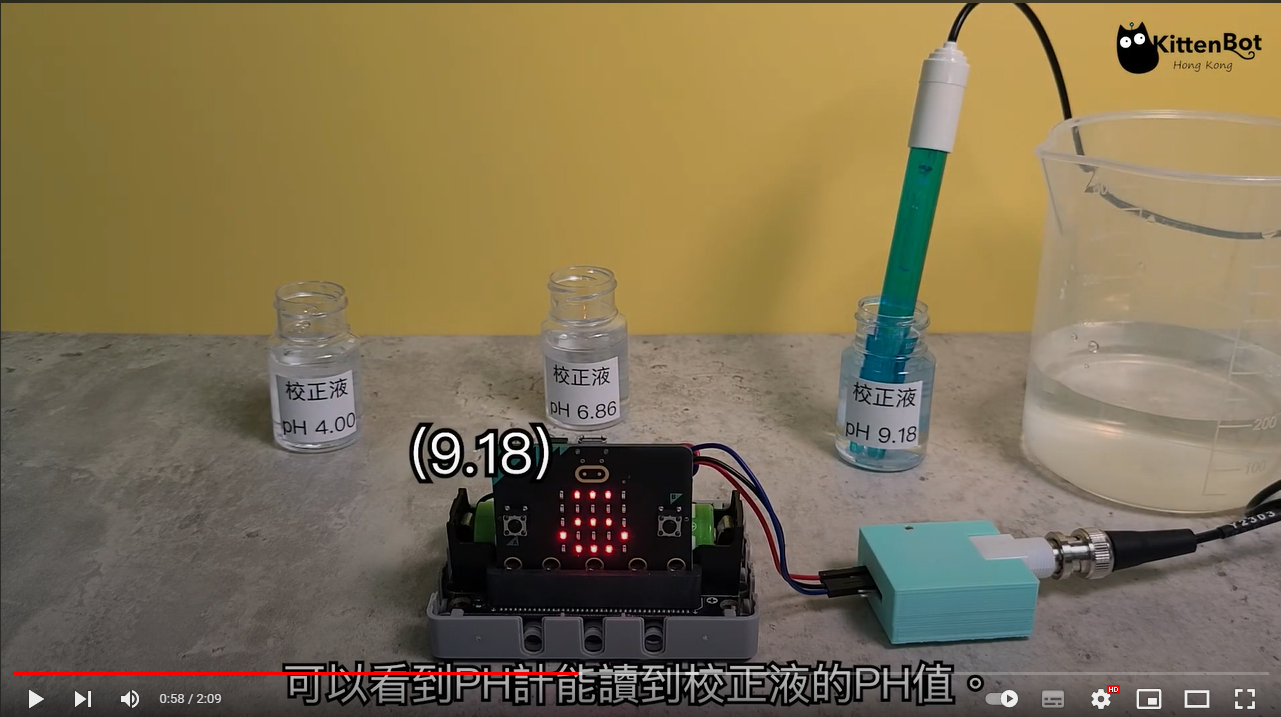 KittenBot
Hong Kong
校正液
pH 4.00
校正液
pH 6.86
校正液
pH 9.18
(9.18)
200
100
Y2303
可以看到PH計能讀到校正液的PH值。
0:58 / 2:09
HD